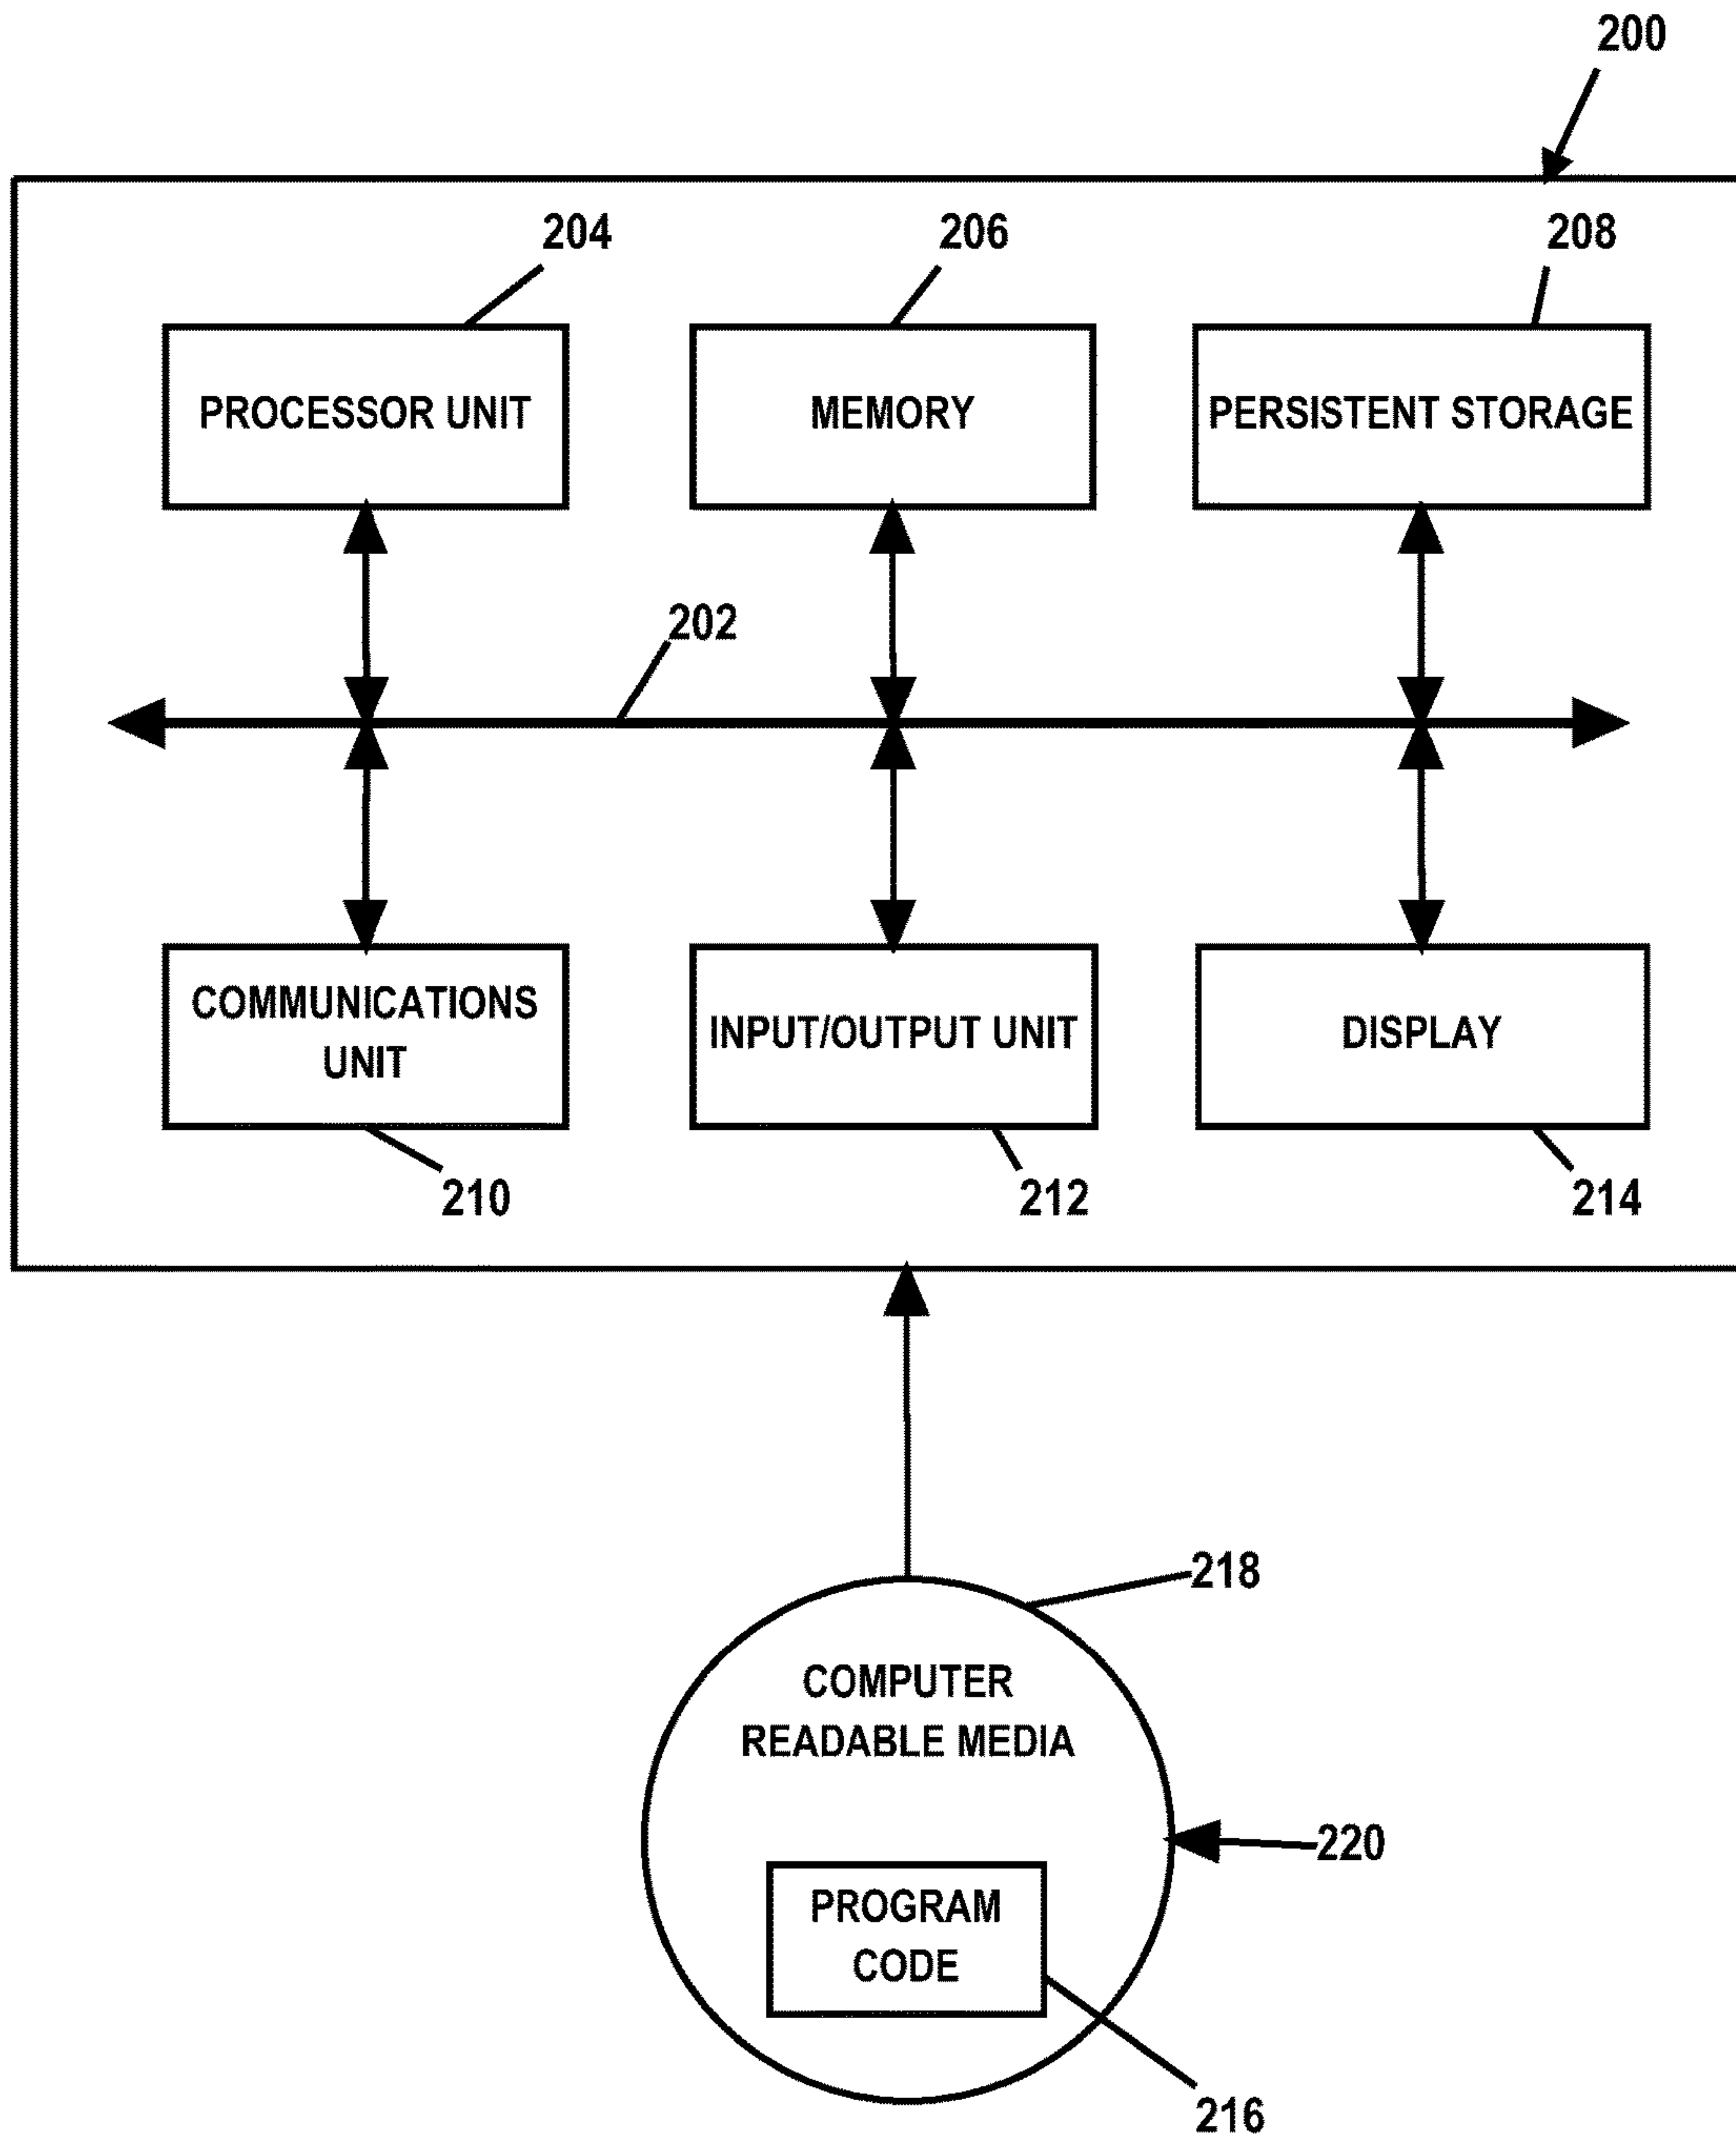 200
204
206
208
PROCESSOR UNIT
MEMORY
PERSISTENT STORAGE
202
COMMUNICATIONS
UNIT
INPUT/OUTPUT UNIT
DISPLAY
210
212
214
218
COMPUTER
READABLE MEDIA
220
PROGRAM
CODE
216